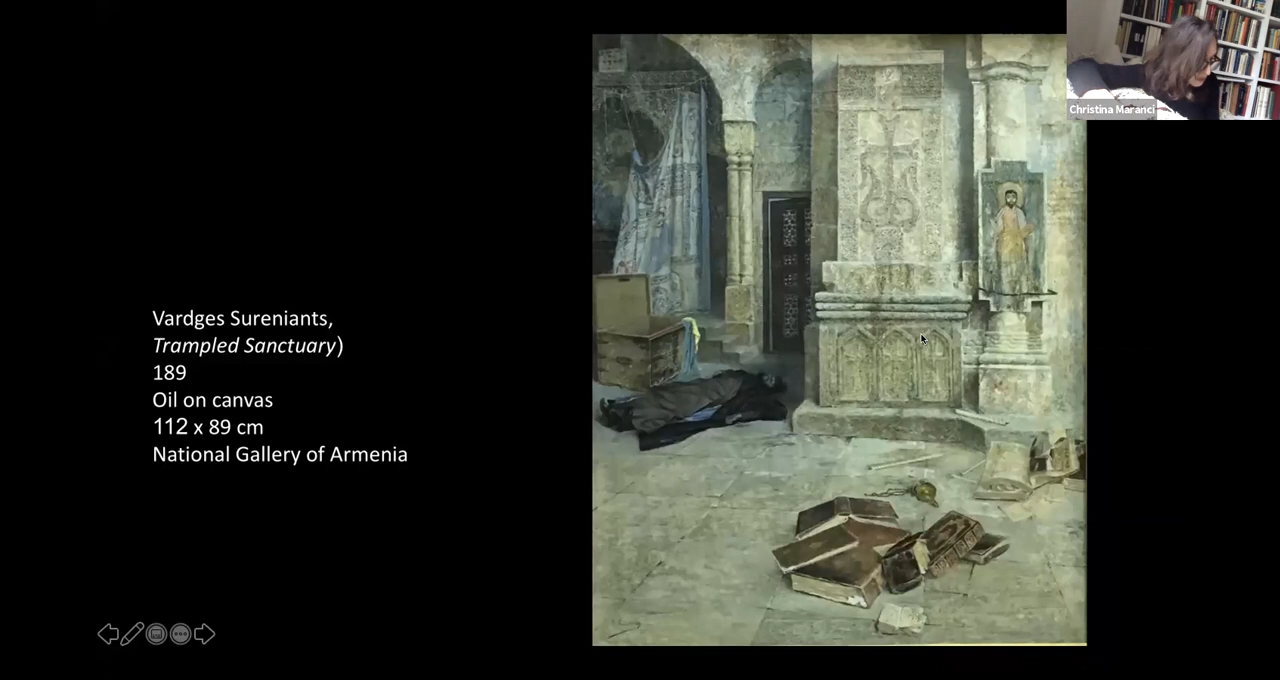 Christina Maranci
Vardges Sureniants,
Trampled Sanctuary)
189
Oil on canvas
112 x 89 cm
National Gallery of Armenia